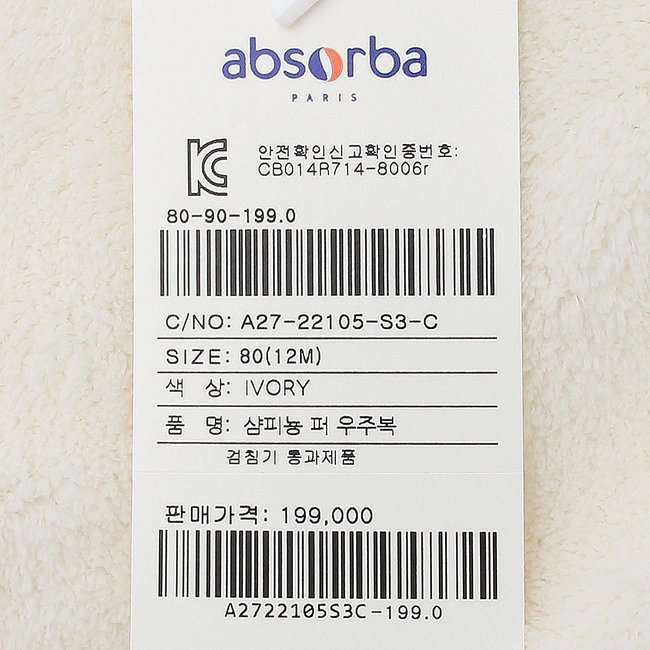 absorba
PARIS
안전확인신고확인증번호:
CB014R714-8006r
80-90-199.0
C/NO: A27-22105-S3-C
SIZE: 80(12M)
색 상: IVORY
품 명: 샴피뇽 퍼 우주복
검침기 통과제품
판매가격: 199,000
A2722105S3C-199.0